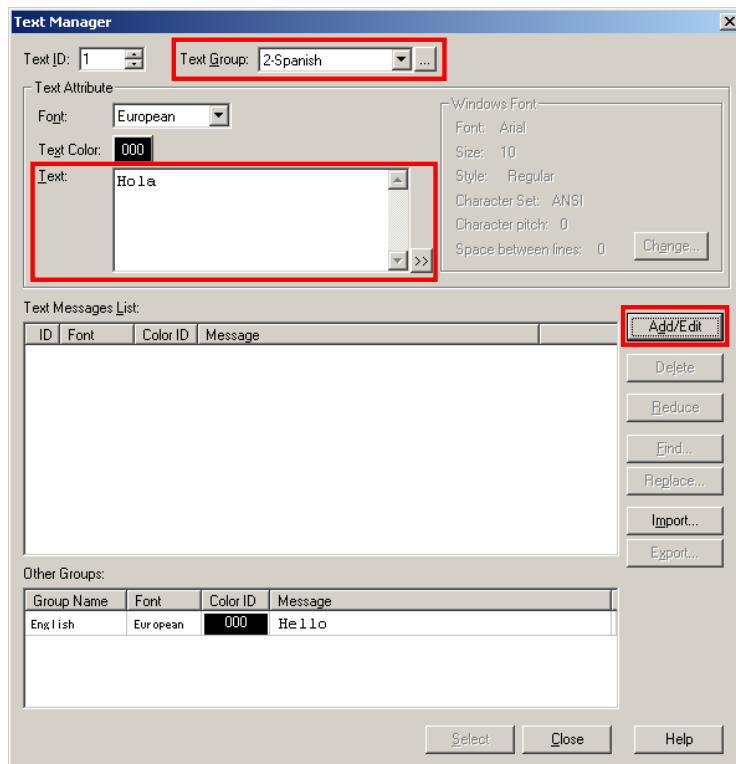 Text Manager
Text ID: 1 Text Group: 2-Spanish ...
Text Attribute
Font: European
Text Color: 000
Text: Hola
>>
Windows Font
Font: Arial
Size: 10
Style: Regular
Character Set: ANSI
Character pitch: 0
Space between lines: 0 Change...
Text Messages List:
ID Font Color ID Message
Add/Edit
Delete
Reduce
Find...
Replace...
Import...
Export...
Other Groups:
Group Name Font Color ID Message
English European 000 Hello
Select Close Help